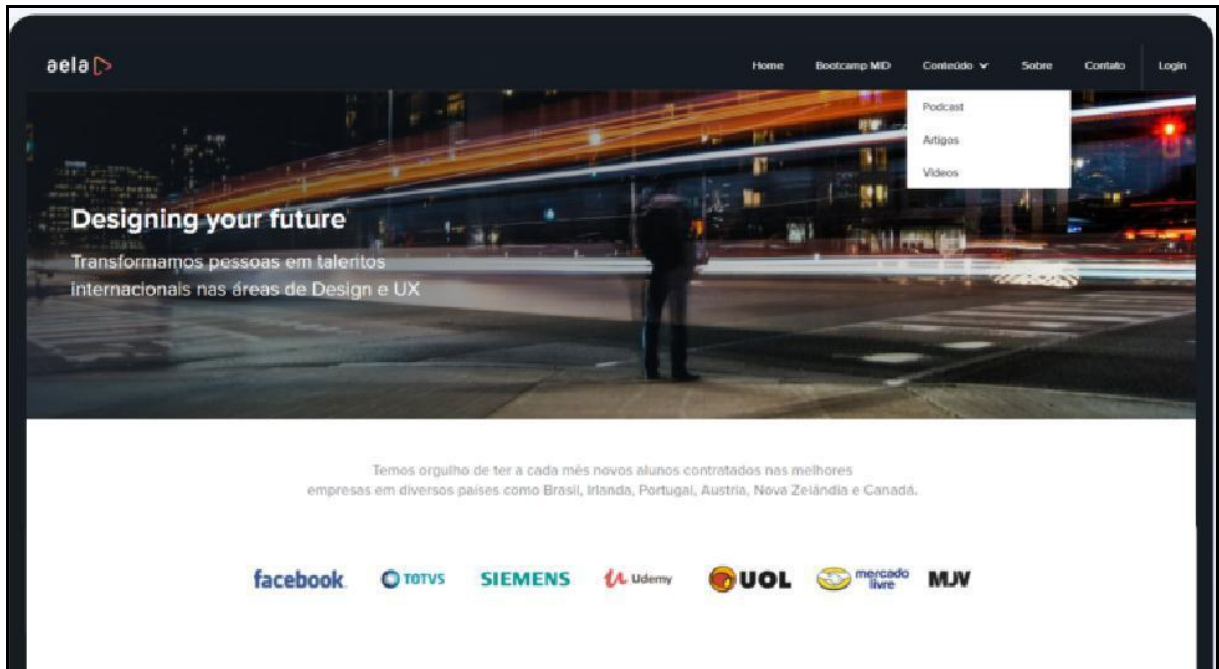 aela
Home Bootcamp MID Conteúdo Sobre Contato Login
Podcast
Artigos
Vídeos
Designing your future
Transformamos pessoas em talentos
internacionais nas áreas de Design e UX
Temos orgulho de ter a cada mês novos alunos contratados nas melhores
empresas em diversos países como Brasil, Irlanda, Portugal, Austria, Nova Zelândia e Canadá.
facebook TOTVS SIEMENS Udemy UOL mercado livre MJV